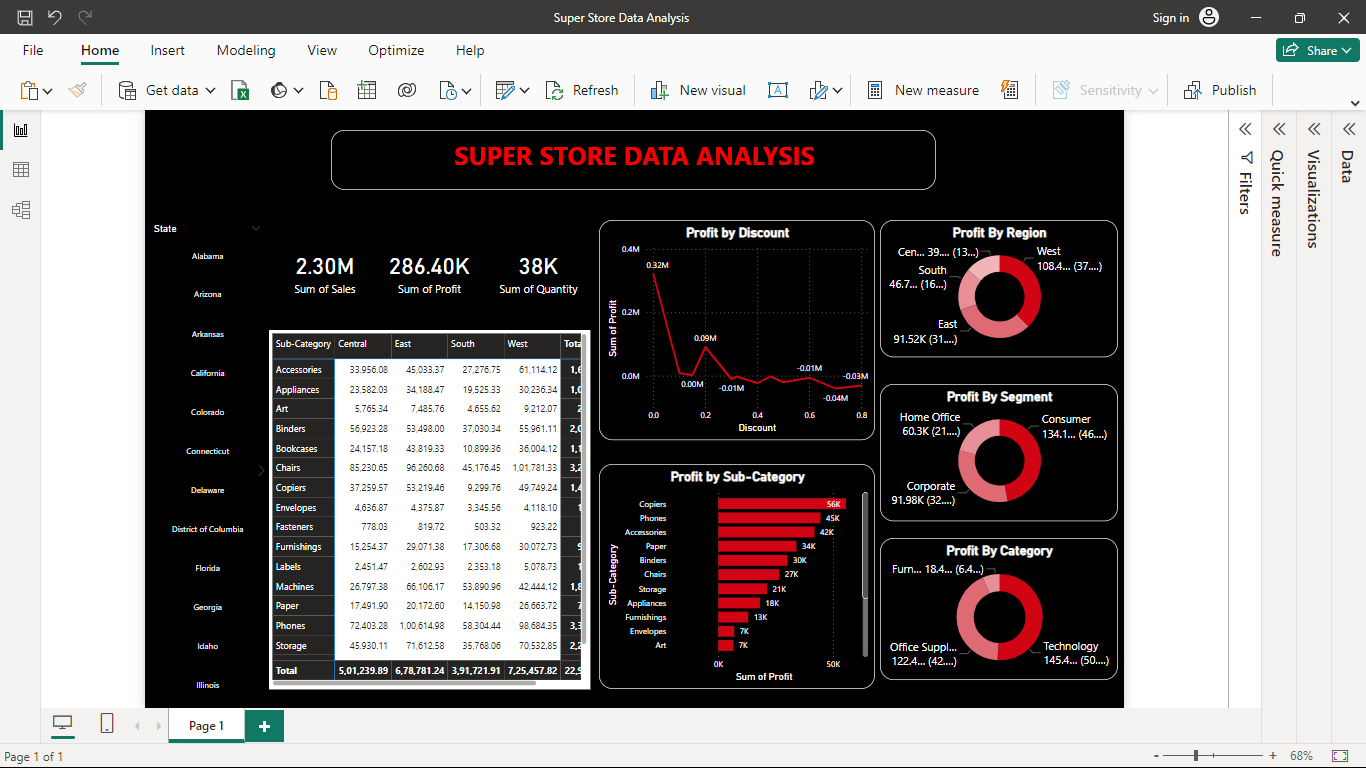 Super Store Data Analysis
Sign in
File Home Insert Modeling View Optimize Help
Share
Get data
Refresh
New visual
New measure
Sensitivity
Publish
SUPER STORE DATA ANALYSIS
State
Alabama
Arizona
Arkansas
California
Colorado
Connecticut
Delaware
District of Columbia
Florida
Georgia
Idaho
Illinois
2.30M
Sum of Sales
286.40K
Sum of Profit
38K
Sum of Quantity
Sub-Category Central East South West Tota
Accessories 33,956.08 45,033.37 27,276.75 61,114.12 1,6
Appliances 23,582.03 34,188.47 19,525.33 30,236.34 1,0
Art 5,765.34 7,485.76 4,655.62 9,212.07 2
Binders 56,923.28 53,498.00 37,030.34 55,961.11 2,0
Bookcases 24,157.18 43,819.33 10,899.36 36,004.12 1,1
Chairs 85,230.65 96,260.68 45,176.45 1,01,781.33 3,2
Copiers 37,259.57 53,219.46 9,299.76 49,749.24 1,4
Envelopes 4,636.87 4,375.87 3,345.56 4,118.10 1
Fasteners 778.03 819.72 503.32 923.22
Furnishings 15,254.37 29,071.38 17,306.68 30,072.73 9
Labels 2,451.47 2,602.93 2,353.18 5,078.73 1
Machines 26,797.38 66,106.17 53,890.96 42,444.12 1,8
Paper 17,491.90 20,172.60 14,150.98 26,663.72 7
Phones 72,403.28 1,00,614.98 58,304.44 98,684.35 3,3
Storage 45,930.11 71,612.58 35,768.06 70,532.85 2,2
Total 5,01,239.89 6,78,781.24 3,91,721.91 7,25,457.82 22,9
Profit by Discount
Sum of Profit
0.4M
0.2M
0.0M
0.32M
0.09M
0.00M
-0.01M
-0.01M
-0.04M
-0.03M
0.0 0.2 0.4 0.6 0.8
Discount
Profit by Sub-Category
Sub-Category
Copiers 56K
Phones 45K
Accessories 42K
Paper 34K
Binders 30K
Chairs 27K
Storage 21K
Appliances 18K
Furnishings 13K
Envelopes 7K
Art 7K
0K 50K
Sum of Profit
Profit By Region
Cen... 39.... (13...)
West
108.4... (37....)
South
46.7... (16...)
East
91.52K (31....)
Profit By Segment
Home Office
60.3K (21....)
Consumer
134.1... (46....)
Corporate
91.98K (32....)
Profit By Category
Furn... 18.4... (6.4...)
Office Suppl...
122.4... (42....)
Technology
145.4... (50....)
Filters
Quick measure
Visualizations
Data
Page 1
Page 1 of 1
- + 68%